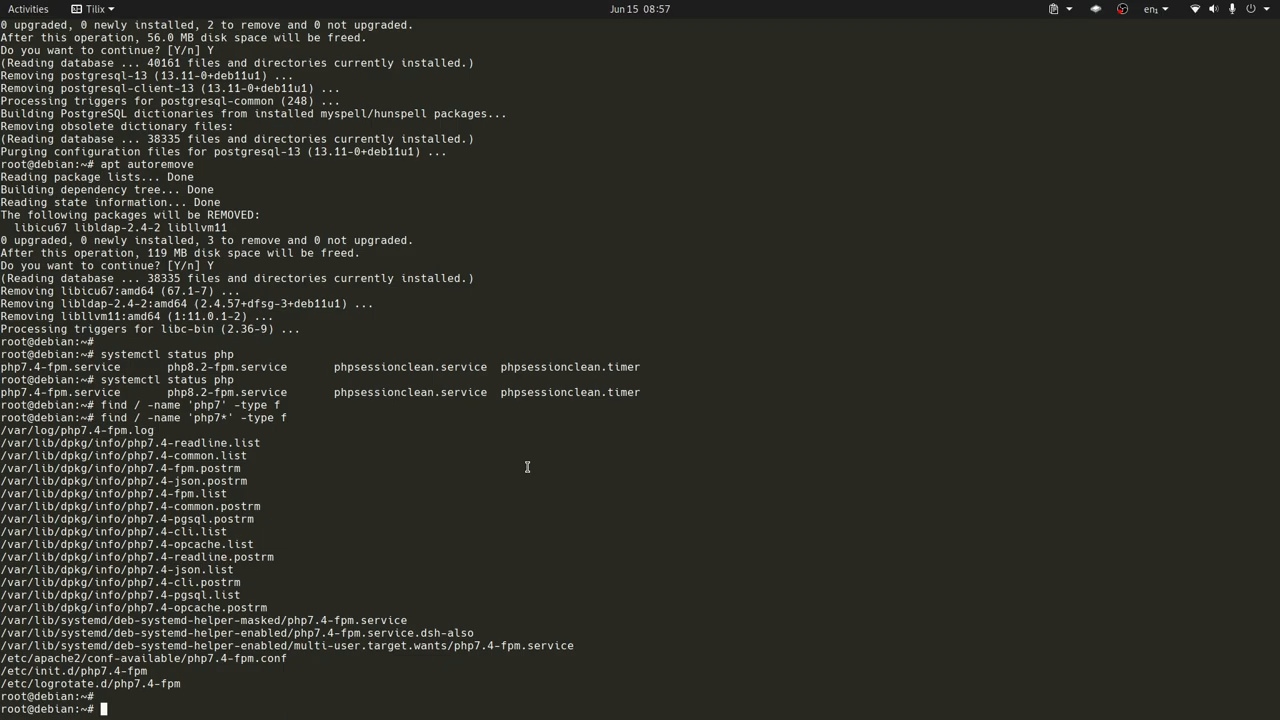 Activities
Tilix
Jun 15 08:57
en₁
0 upgraded, 0 newly installed, 2 to remove and 0 not upgraded.
After this operation, 56.0 MB disk space will be freed.
Do you want to continue? [Y/n] Y
(Reading database ... 40161 files and directories currently installed.)
Removing postgresql-13 (13.11-0+deb11u1) ...
Removing postgresql-client-13 (13.11-0+deb11u1) ...
Processing triggers for postgresql-common (248) ...
Building PostgreSQL dictionaries from installed myspell/hunspell packages...
Removing obsolete dictionary files:
(Reading database ... 38335 files and directories currently installed.)
Purging configuration files for postgresql-13 (13.11-0+deb11u1) ...
root@debian:~# apt autoremove
Reading package lists... Done
Building dependency tree... Done
Reading state information... Done
The following packages will be REMOVED:
  libicu67 libldap-2.4-2 libllvm11
0 upgraded, 0 newly installed, 3 to remove and 0 not upgraded.
After this operation, 119 MB disk space will be freed.
Do you want to continue? [Y/n] Y
(Reading database ... 38335 files and directories currently installed.)
Removing libicu67:amd64 (67.1-7) ...
Removing libldap-2.4-2:amd64 (2.4.57+dfsg-3+deb11u1) ...
Removing libllvm11:amd64 (1:11.0.1-2) ...
Processing triggers for libc-bin (2.36-9) ...
root@debian:~#
root@debian:~# systemctl status php
php7.4-fpm.service       php8.2-fpm.service       phpsessionclean.service  phpsessionclean.timer
root@debian:~# systemctl status php
php7.4-fpm.service       php8.2-fpm.service       phpsessionclean.service  phpsessionclean.timer
root@debian:~# find / -name 'php7' -type f
root@debian:~# find / -name 'php7*' -type f
/var/log/php7.4-fpm.log
/var/lib/dpkg/info/php7.4-readline.list
/var/lib/dpkg/info/php7.4-common.list
/var/lib/dpkg/info/php7.4-fpm.postrm
/var/lib/dpkg/info/php7.4-json.postrm
/var/lib/dpkg/info/php7.4-fpm.list
/var/lib/dpkg/info/php7.4-common.postrm
/var/lib/dpkg/info/php7.4-pgsql.postrm
/var/lib/dpkg/info/php7.4-cli.list
/var/lib/dpkg/info/php7.4-opcache.list
/var/lib/dpkg/info/php7.4-readline.postrm
/var/lib/dpkg/info/php7.4-json.list
/var/lib/dpkg/info/php7.4-cli.postrm
/var/lib/dpkg/info/php7.4-pgsql.list
/var/lib/dpkg/info/php7.4-opcache.postrm
/var/lib/systemd/deb-systemd-helper-masked/php7.4-fpm.service
/var/lib/systemd/deb-systemd-helper-enabled/php7.4-fpm.service.dsh-also
/var/lib/systemd/deb-systemd-helper-enabled/multi-user.target.wants/php7.4-fpm.service
/etc/apache2/conf-available/php7.4-fpm.conf
/etc/init.d/php7.4-fpm
/etc/logrotate.d/php7.4-fpm
root@debian:~#
root@debian:~#